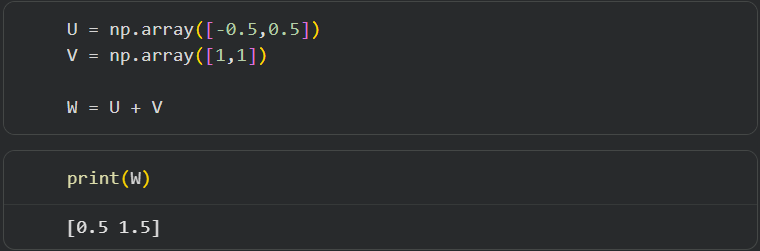 U = np.array([-0.5,0.5])
V = np.array([1,1])
W = U + V
print(W)
[0.5 1.5]